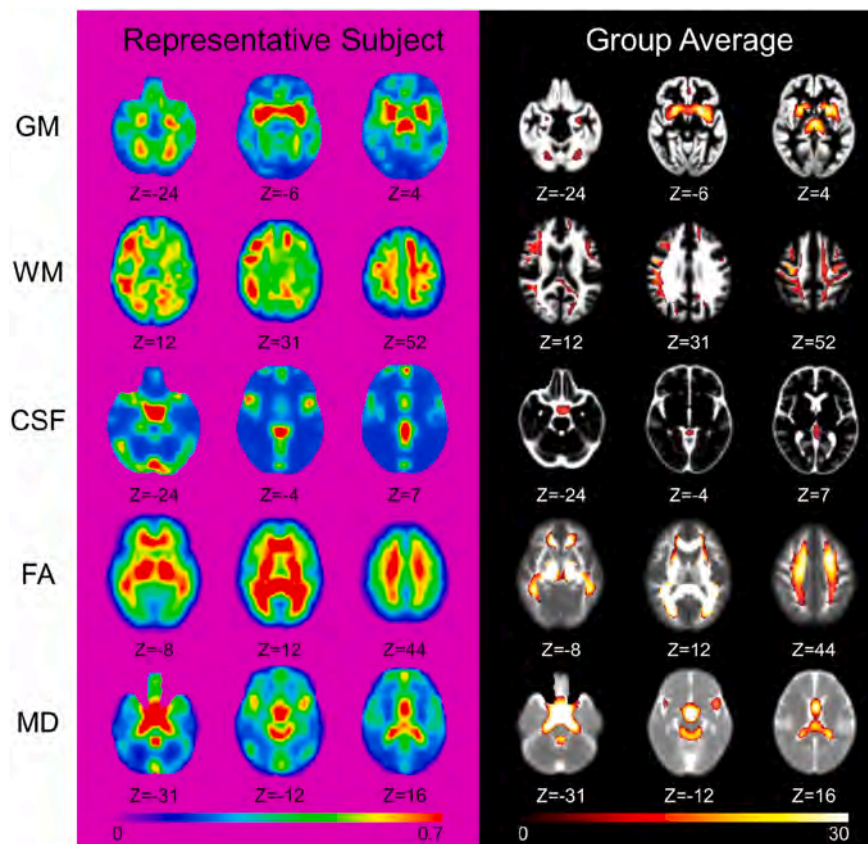 Representative Subject Group Average
GM
Z=-24 Z=-6 Z=4 Z=-24 Z=-6 Z=4
WM
Z=12 Z=31 Z=52 Z=12 Z=31 Z=52
CSF
Z=-24 Z=-4 Z=7 Z=-24 Z=-4 Z=7
FA
Z=-8 Z=12 Z=44 Z=-8 Z=12 Z=44
MD
Z=-31 Z=-12 Z=16 Z=-31 Z=-12 Z=16
0 0.7 0 30